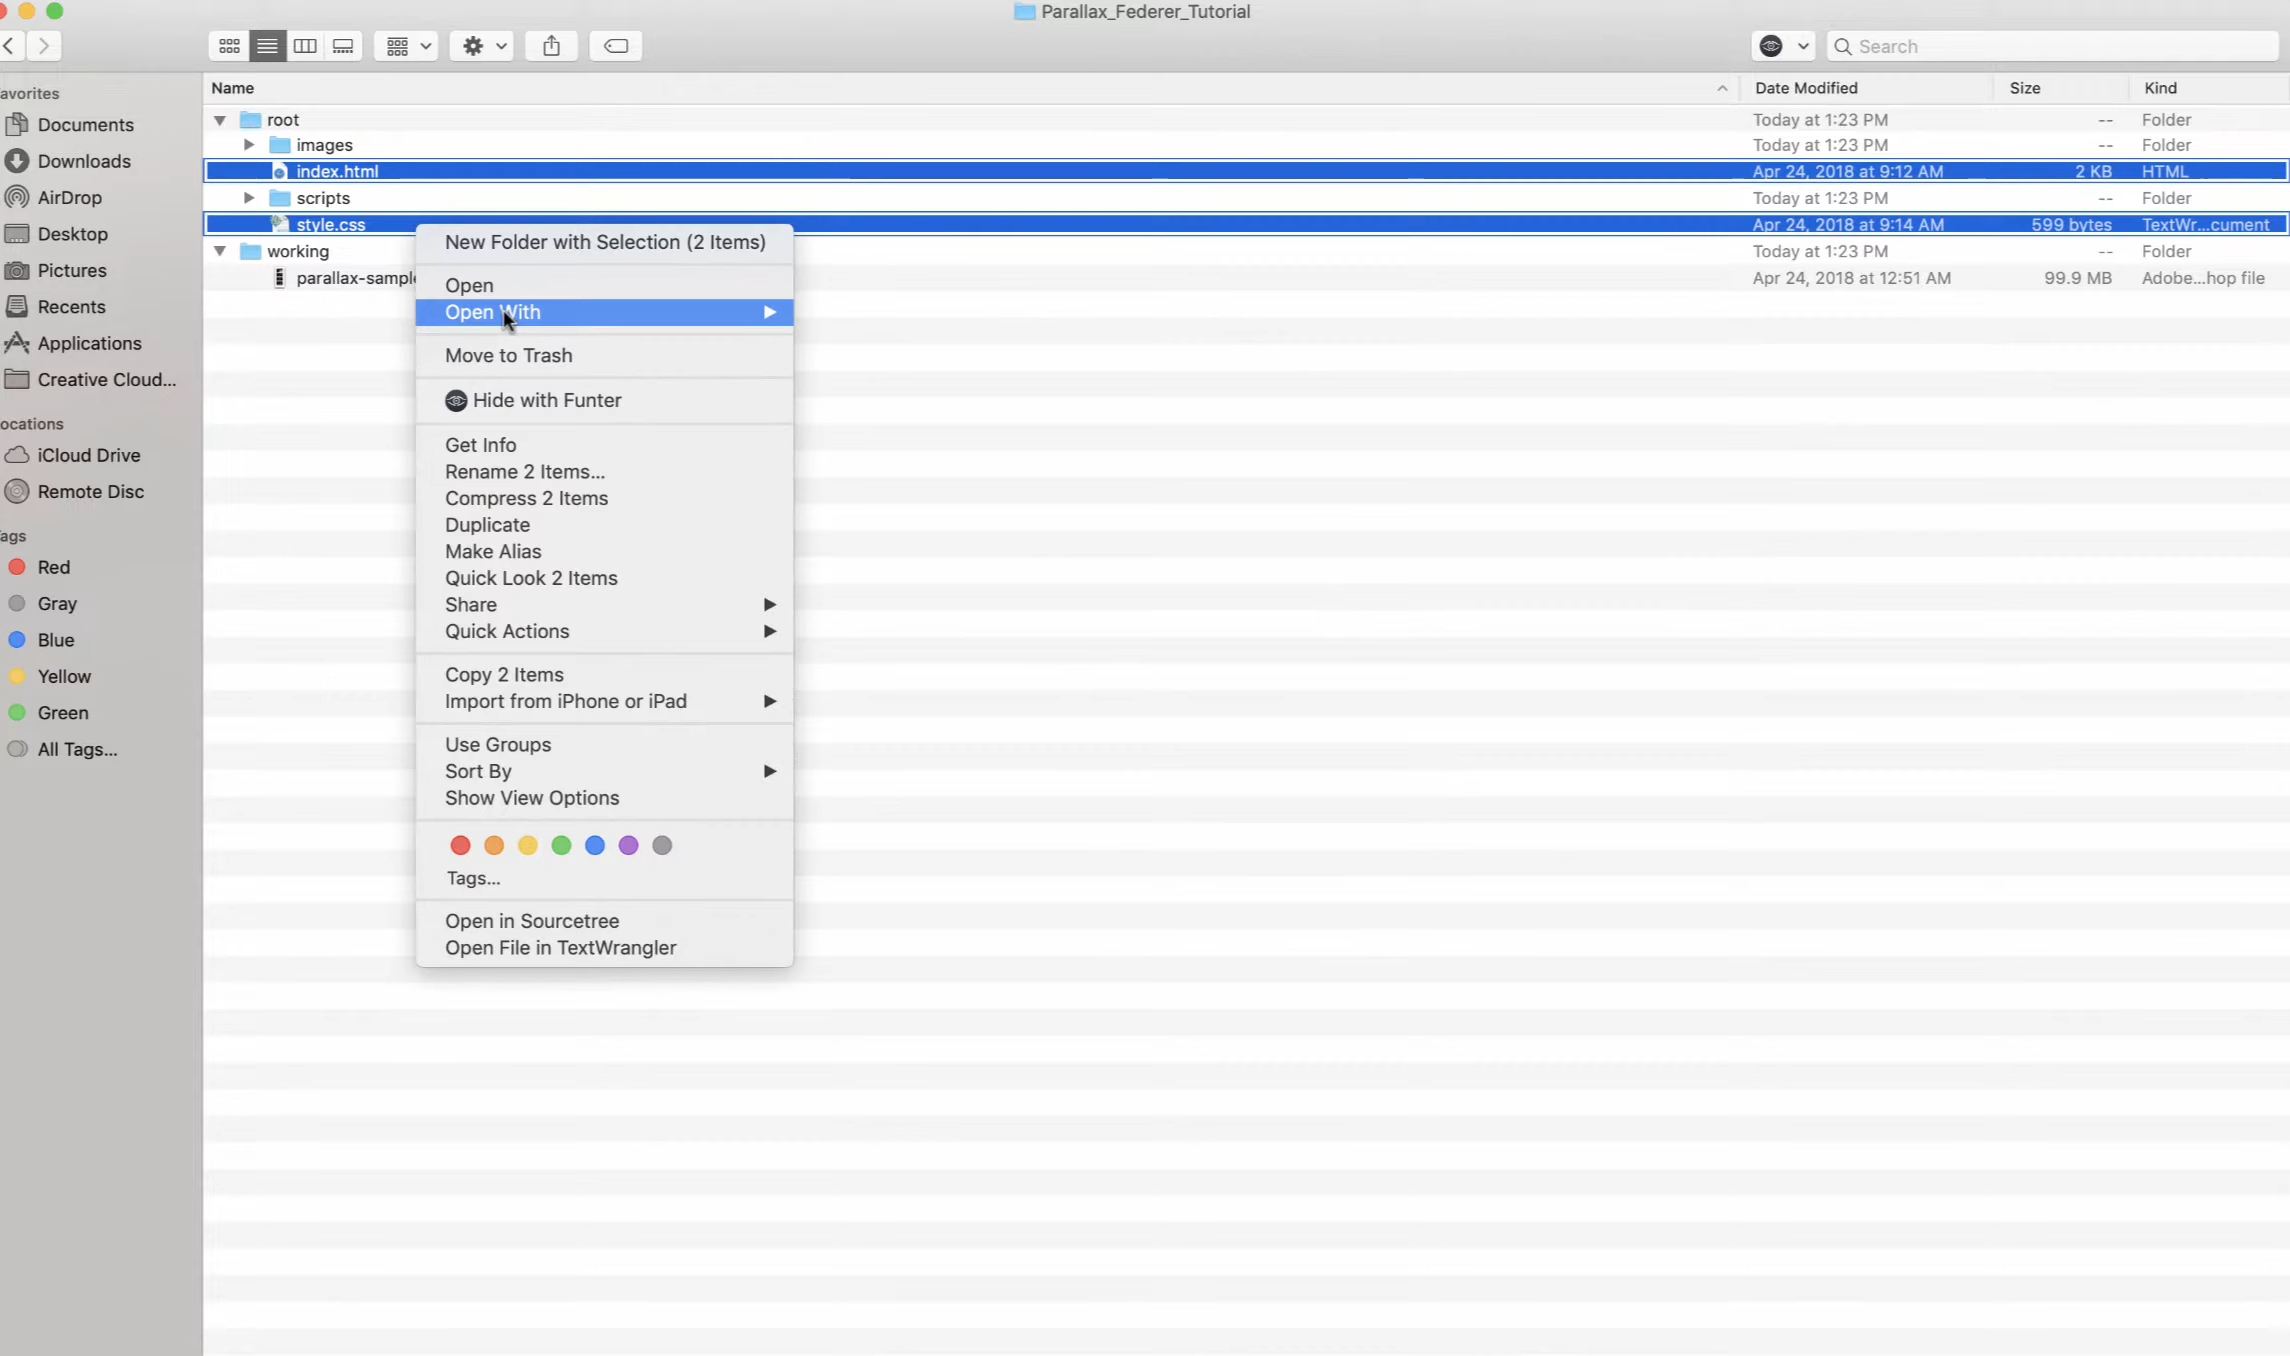 Parallax_Federer_Tutorial
Search
Name Date Modified Size Kind
avorites
Documents
Downloads
AirDrop
Desktop
Pictures
Recents
Applications
Creative Cloud...
ocations
iCloud Drive
Remote Disc
ags
Red
Gray
Blue
Yellow
Green
All Tags...
root Today at 1:23 PM -- Folder
images Today at 1:23 PM -- Folder
index.html Apr 24, 2018 at 9:12 AM 2 KB HTML
scripts Today at 1:23 PM -- Folder
style.css Apr 24, 2018 at 9:14 AM 599 bytes TextWr...cument
working Today at 1:23 PM -- Folder
parallax-sample Apr 24, 2018 at 12:51 AM 99.9 MB Adobe...hop file
New Folder with Selection (2 Items)
Open
Open With
Move to Trash
Hide with Funter
Get Info
Rename 2 Items...
Compress 2 Items
Duplicate
Make Alias
Quick Look 2 Items
Share
Quick Actions
Copy 2 Items
Import from iPhone or iPad
Use Groups
Sort By
Show View Options
Tags...
Open in Sourcetree
Open File in TextWrangler